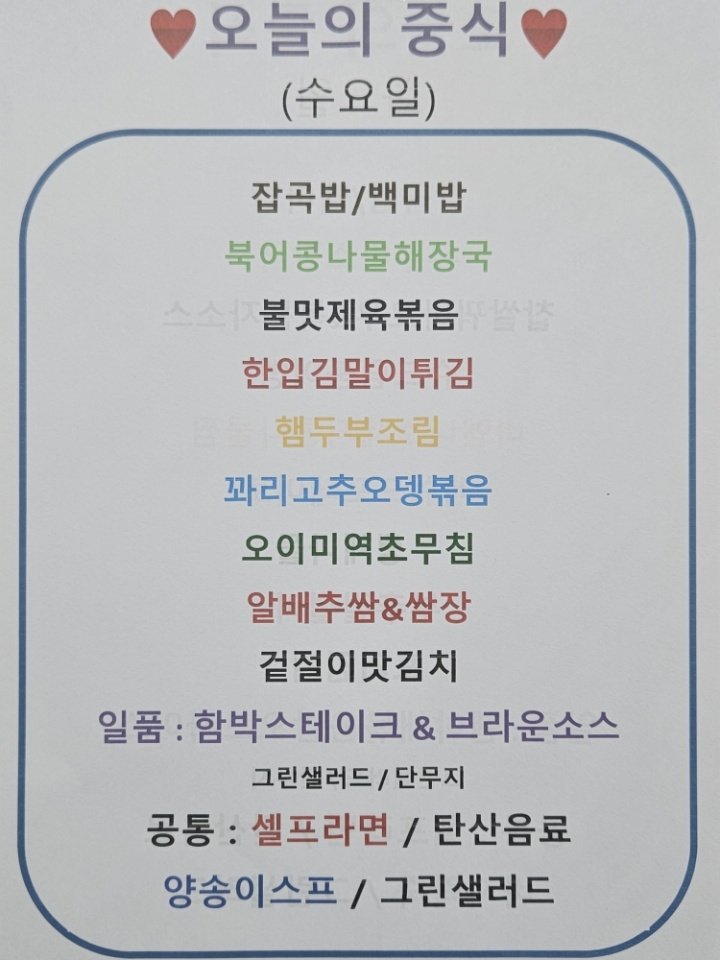 ♥오늘의 중식♥
(수요일)
잡곡밥/백미밥
북어콩나물해장국
불맛제육볶음
한입김말이튀김
햄두부조림
꽈리고추오뎅볶음
오이미역초무침
알배추쌈&쌈장
겉절이맛김치
일품 : 함박스테이크 & 브라운소스
그린샐러드 / 단무지
공통 : 셀프라면 / 탄산음료
양송이스프 / 그린샐러드